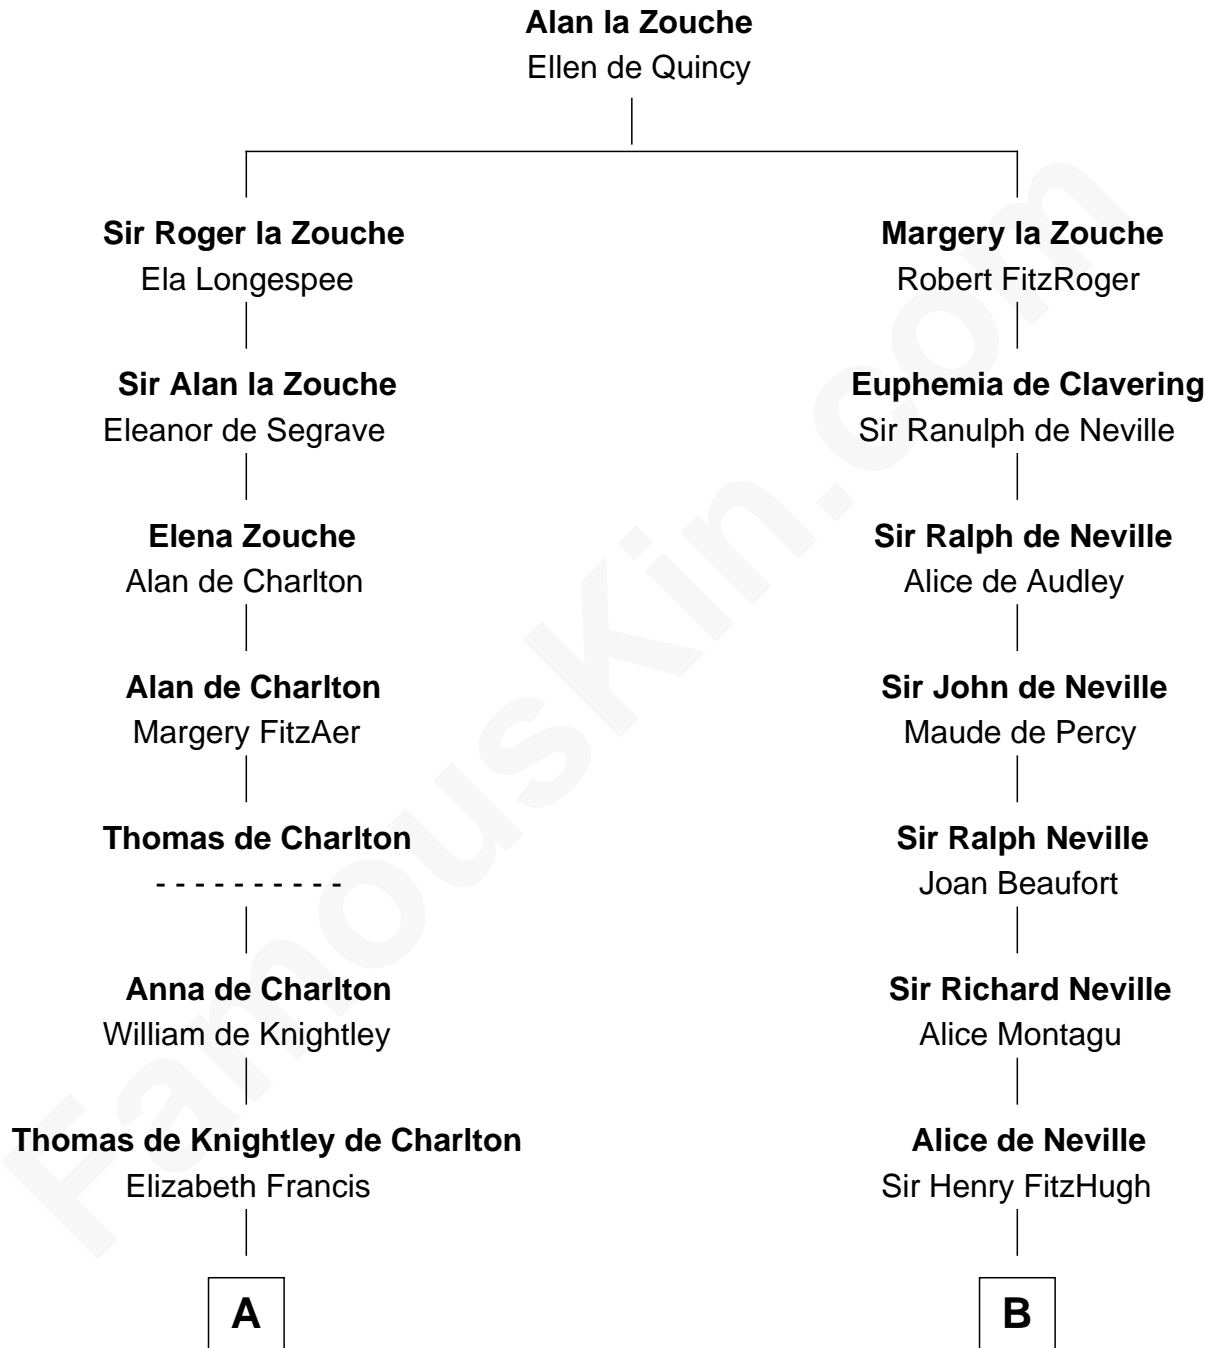 Alan la Zouche
Ellen de Quincy
Sir Roger la Zouche
Ela Longespee
Sir Alan la Zouche
Eleanor de Segrave
Elena Zouche
Alan de Charlton
Alan de Charlton
Margery FitzAer
Thomas de Charlton
- - - - - - - - - -
Anna de Charlton
William de Knightley
Thomas de Knightley de Charlton
Elizabeth Francis
A
Margery la Zouche
Robert FitzRoger
Euphemia de Clavering
Sir Ranulph de Neville
Sir Ralph de Neville
Alice de Audley
Sir John de Neville
Maude de Percy
Sir Ralph Neville
Joan Beaufort
Sir Richard Neville
Alice Montagu
Alice de Neville
Sir Henry FitzHugh
B
FamousKin.com